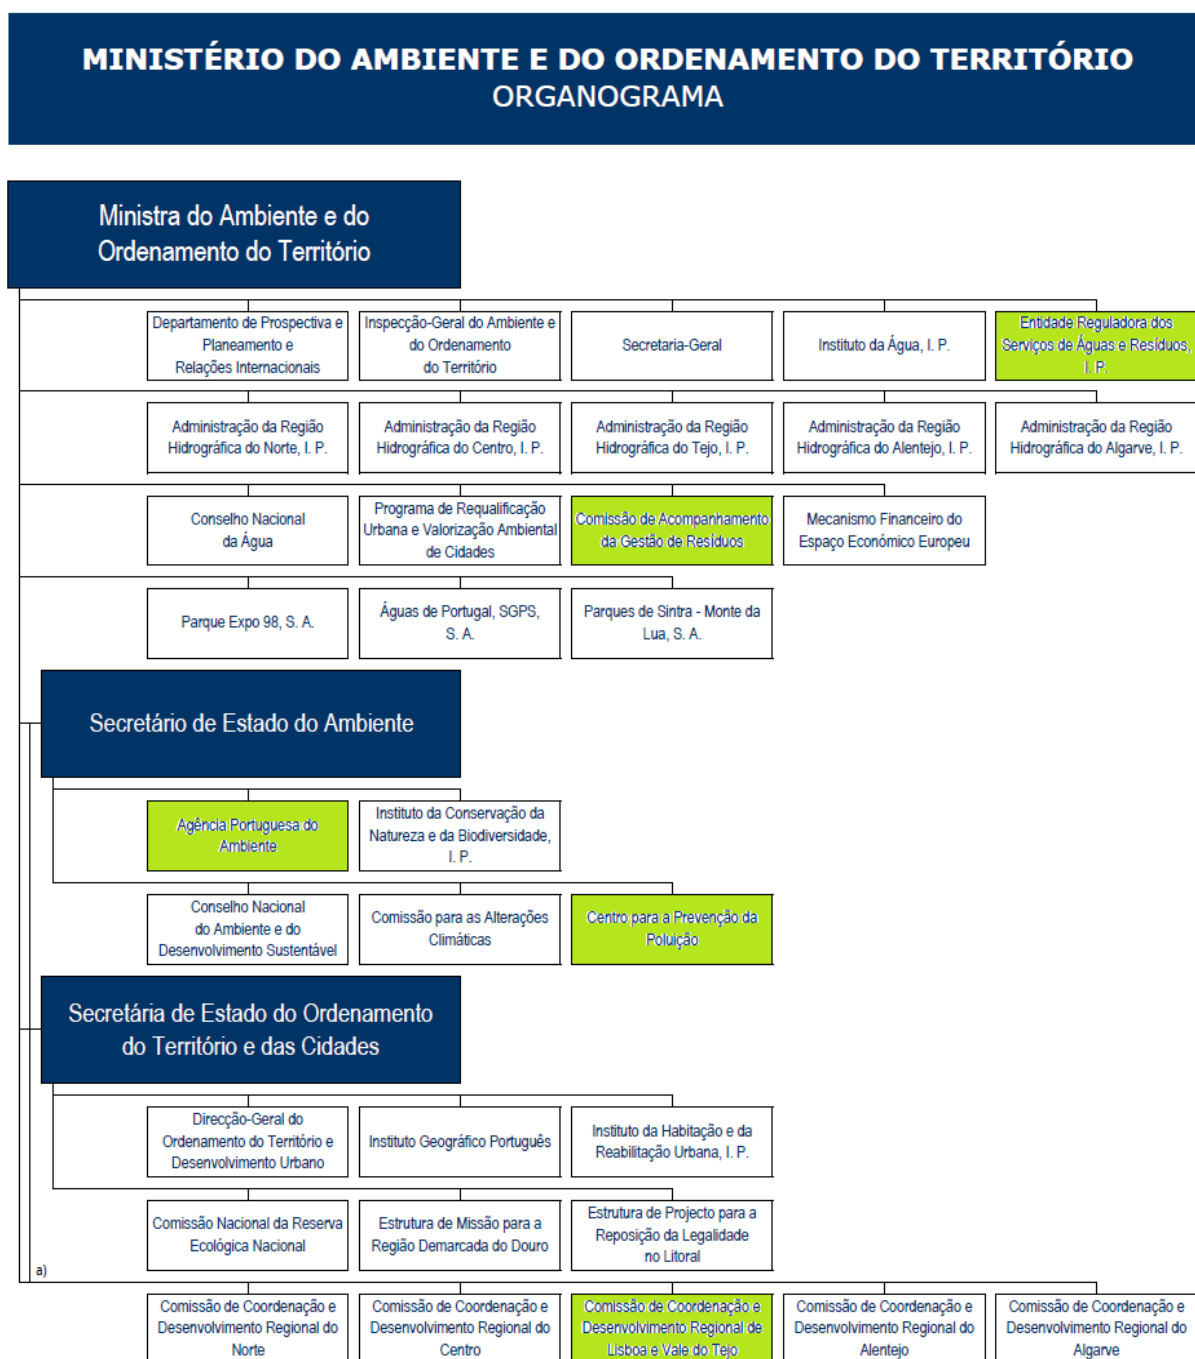 MINISTÉRIO DO AMBIENTE E DO ORDENAMENTO DO TERRITÓRIO
ORGANOGRAMA
Ministra do Ambiente e do
Ordenamento do Território
Departamento de Prospectiva e
Planeamento e
Relações Internacionais
Inspecção-Geral do Ambiente e
do Ordenamento
do Território
Secretaria-Geral
Instituto da Água, I. P.
Entidade Reguladora dos
Serviços de Águas e Resíduos,
I. P.
Administração da Região
Hidrográfica do Norte, I. P.
Administração da Região
Hidrográfica do Centro, I. P.
Administração da Região
Hidrográfica do Tejo, I. P.
Administração da Região
Hidrográfica do Alentejo, I. P.
Administração da Região
Hidrográfica do Algarve, I. P.
Conselho Nacional
da Água
Programa de Requalificação
Urbana e Valorização Ambiental
de Cidades
Comissão de Acompanhamento
da Gestão de Resíduos
Mecanismo Financeiro do
Espaço Económico Europeu
Parque Expo 98, S. A.
Águas de Portugal, SGPS,
S. A.
Parques de Sintra - Monte da
Lua, S. A.
Secretário de Estado do Ambiente
Agência Portuguesa do
Ambiente
Instituto da Conservação da
Natureza e da Biodiversidade,
I. P.
Conselho Nacional
do Ambiente e do
Desenvolvimento Sustentável
Comissão para as Alterações
Climáticas
Centro para a Prevenção da
Poluição
Secretária de Estado do Ordenamento
do Território e das Cidades
Direcção-Geral do
Ordenamento do Território e
Desenvolvimento Urbano
Instituto Geográfico Português
Instituto da Habitação e da
Reabilitação Urbana, I. P.
Comissão Nacional da Reserva
Ecológica Nacional
Estrutura de Missão para a
Região Demarcada do Douro
Estrutura de Projecto para a
Reposição da Legalidade
no Litoral
a)
Comissão de Coordenação e
Desenvolvimento Regional do
Norte
Comissão de Coordenação e
Desenvolvimento Regional do
Centro
Comissão de Coordenação e
Desenvolvimento Regional de
Lisboa e Vale do Tejo
Comissão de Coordenação e
Desenvolvimento Regional do
Alentejo
Comissão de Coordenação e
Desenvolvimento Regional do
Algarve